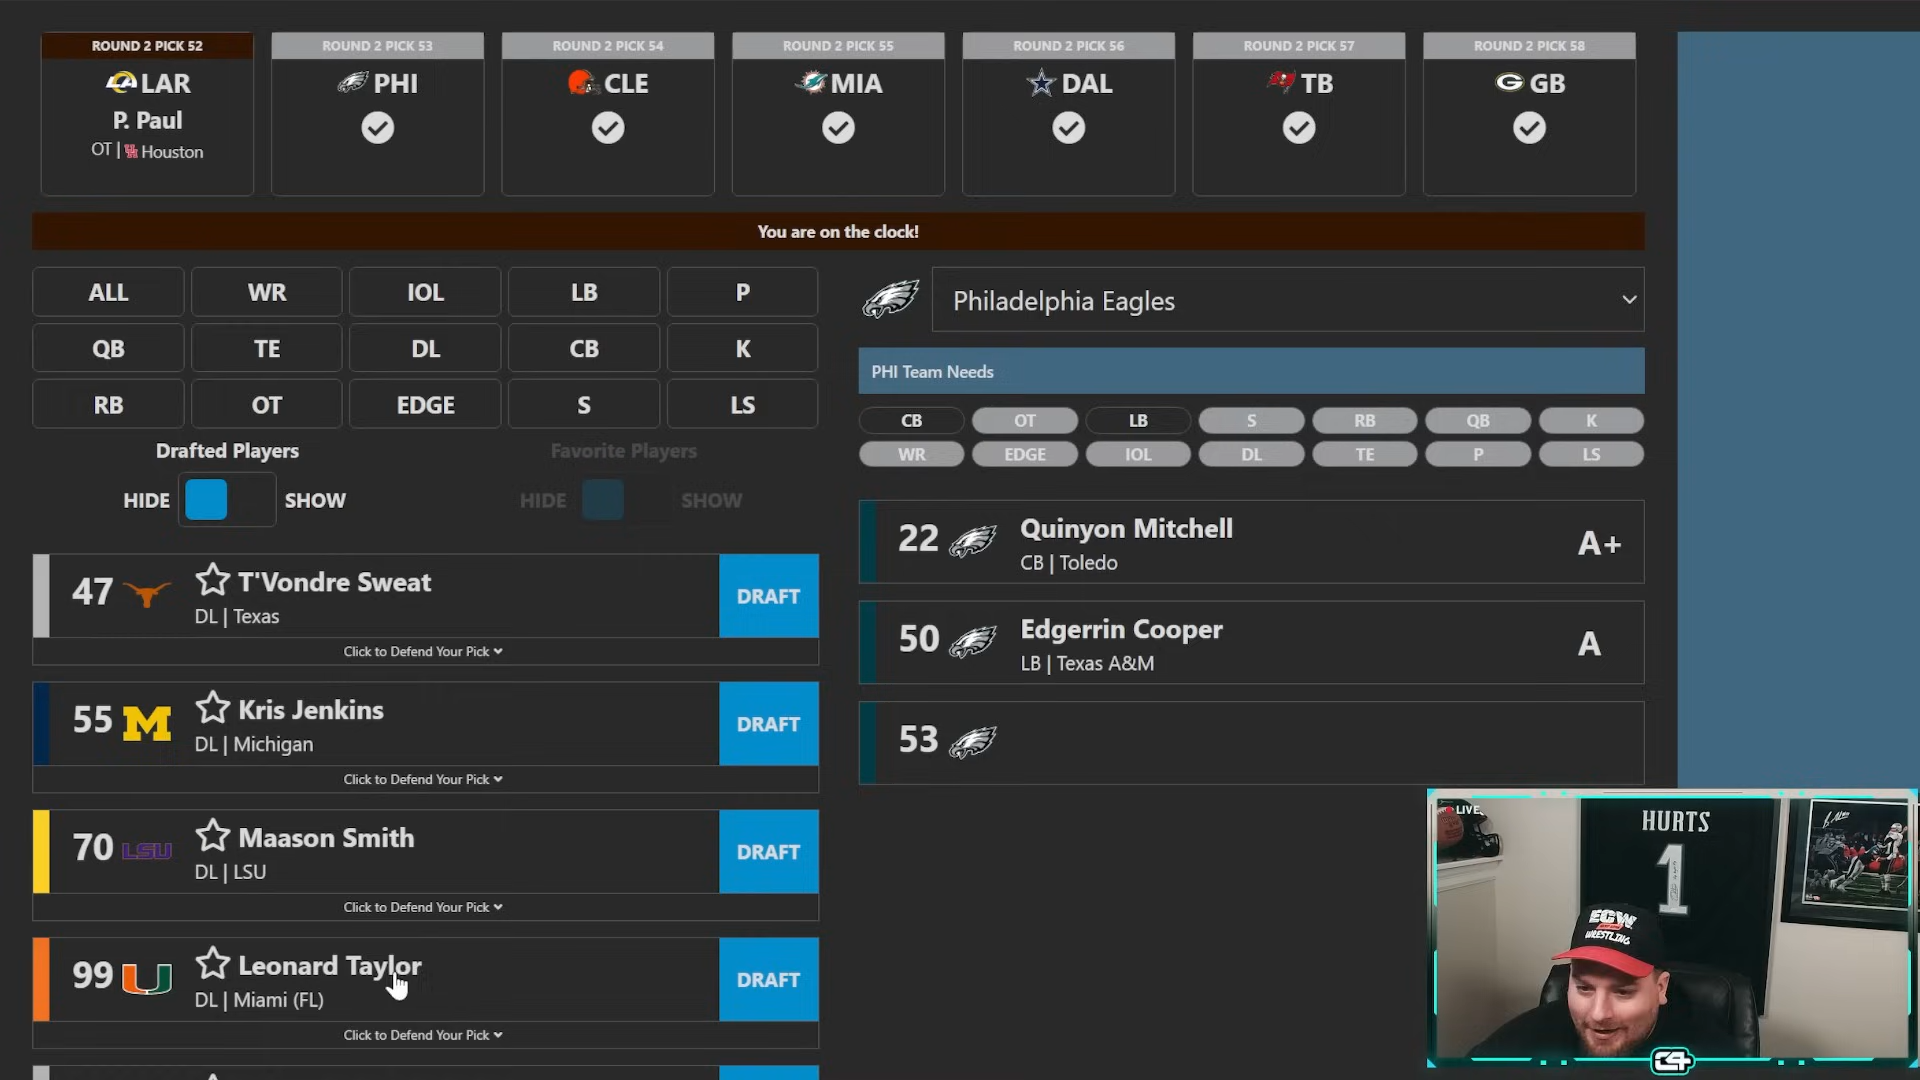 ROUND 2 PICK 52
LAR
P. Paul
OT | Houston
ROUND 2 PICK 53
PHI
ROUND 2 PICK 54
CLE
ROUND 2 PICK 55
MIA
ROUND 2 PICK 56
DAL
ROUND 2 PICK 57
TB
ROUND 2 PICK 58
GB
You are on the clock!
ALL WR IOL LB P
QB TE DL CB K
RB OT EDGE S LS
Drafted Players
HIDE SHOW
Favorite Players
HIDE SHOW
47 T'Vondre Sweat
DL | Texas
DRAFT
Click to Defend Your Pick
55 Kris Jenkins
DL | Michigan
DRAFT
Click to Defend Your Pick
70 LSU Maason Smith
DL | LSU
DRAFT
Click to Defend Your Pick
99 Leonard Taylor
DL | Miami (FL)
DRAFT
Click to Defend Your Pick
Philadelphia Eagles
PHI Team Needs
CB OT LB S RB QB K
WR EDGE IOL DL TE P LS
22 Quinyon Mitchell
CB | Toledo
A+
50 Edgerrin Cooper
LB | Texas A&M
A
53
LIVE
HURTS
1
ECW
WRESTLING
C4+